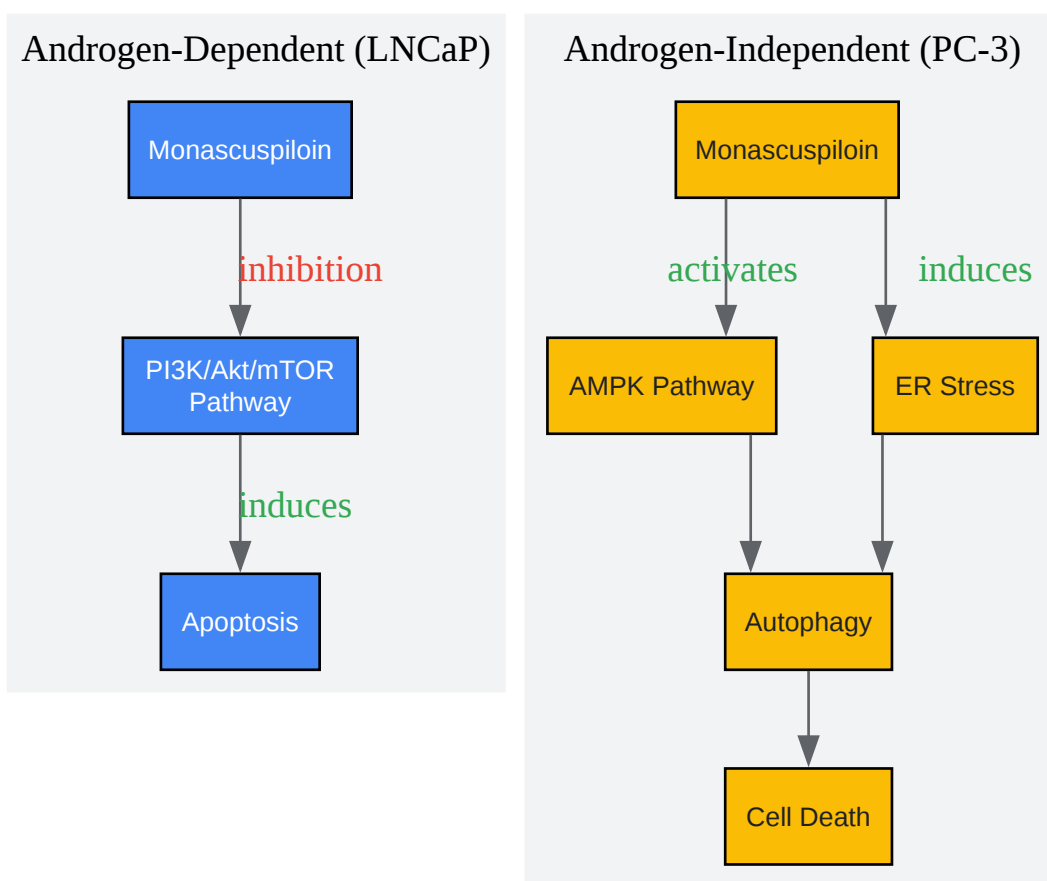 Androgen-Dependent (LNCaP)
Monascuspiloin
inhibition
PI3K/Akt/mTOR
Pathway
induces
Apoptosis
Androgen-Independent (PC-3)
Monascuspiloin
activates
induces
AMPK Pathway
ER Stress
Autophagy
Cell Death